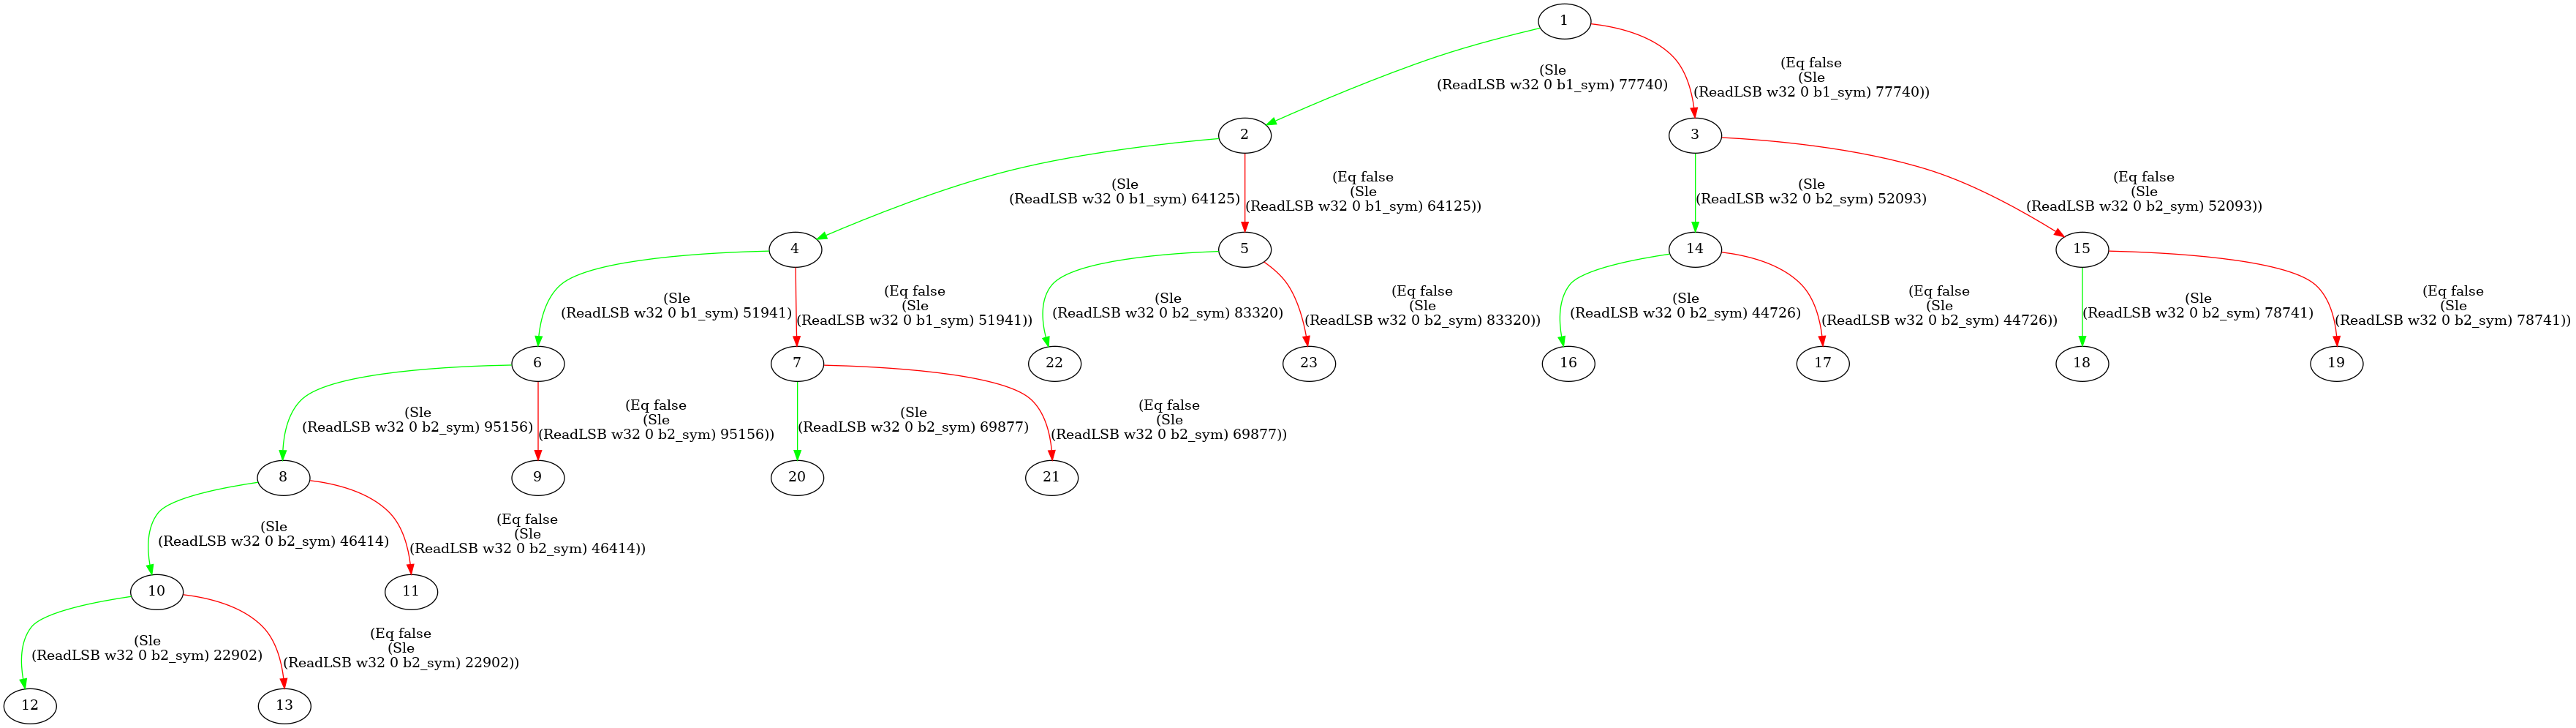 1
(Sle
(ReadLSB w32 0 b1_sym) 77740)
(Eq false
(Sle
(ReadLSB w32 0 b1_sym) 77740))
2
3
(Sle
(ReadLSB w32 0 b1_sym) 64125)
(Eq false
(Sle
(ReadLSB w32 0 b1_sym) 64125))
(Sle
(ReadLSB w32 0 b2_sym) 52093)
(Eq false
(Sle
(ReadLSB w32 0 b2_sym) 52093))
4
5
14
15
(Sle
(ReadLSB w32 0 b1_sym) 51941)
(Eq false
(Sle
(ReadLSB w32 0 b1_sym) 51941))
(Sle
(ReadLSB w32 0 b2_sym) 83320)
(Eq false
(Sle
(ReadLSB w32 0 b2_sym) 83320))
(Sle
(ReadLSB w32 0 b2_sym) 44726)
(Eq false
(Sle
(ReadLSB w32 0 b2_sym) 44726))
(Sle
(ReadLSB w32 0 b2_sym) 78741)
(Eq false
(Sle
(ReadLSB w32 0 b2_sym) 78741))
6
7
22
23
16
17
18
19
(Sle
(ReadLSB w32 0 b2_sym) 95156)
(Eq false
(Sle
(ReadLSB w32 0 b2_sym) 95156))
(Sle
(ReadLSB w32 0 b2_sym) 69877)
(Eq false
(Sle
(ReadLSB w32 0 b2_sym) 69877))
8
9
20
21
(Sle
(ReadLSB w32 0 b2_sym) 46414)
(Eq false
(Sle
(ReadLSB w32 0 b2_sym) 46414))
10
11
(Sle
(ReadLSB w32 0 b2_sym) 22902)
(Eq false
(Sle
(ReadLSB w32 0 b2_sym) 22902))
12
13